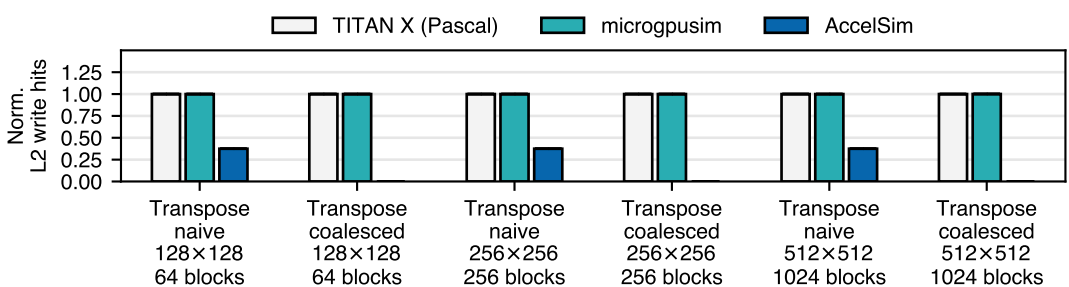 TITAN X (Pascal) microgpusim AccelSim
Norm.
L2 write hits
1.25
1.00
0.75
0.50
0.25
0.00
Transpose naive 128×128 64 blocks
Transpose coalesced 128×128 64 blocks
Transpose naive 256×256 256 blocks
Transpose coalesced 256×256 256 blocks
Transpose naive 512×512 1024 blocks
Transpose coalesced 512×512 1024 blocks